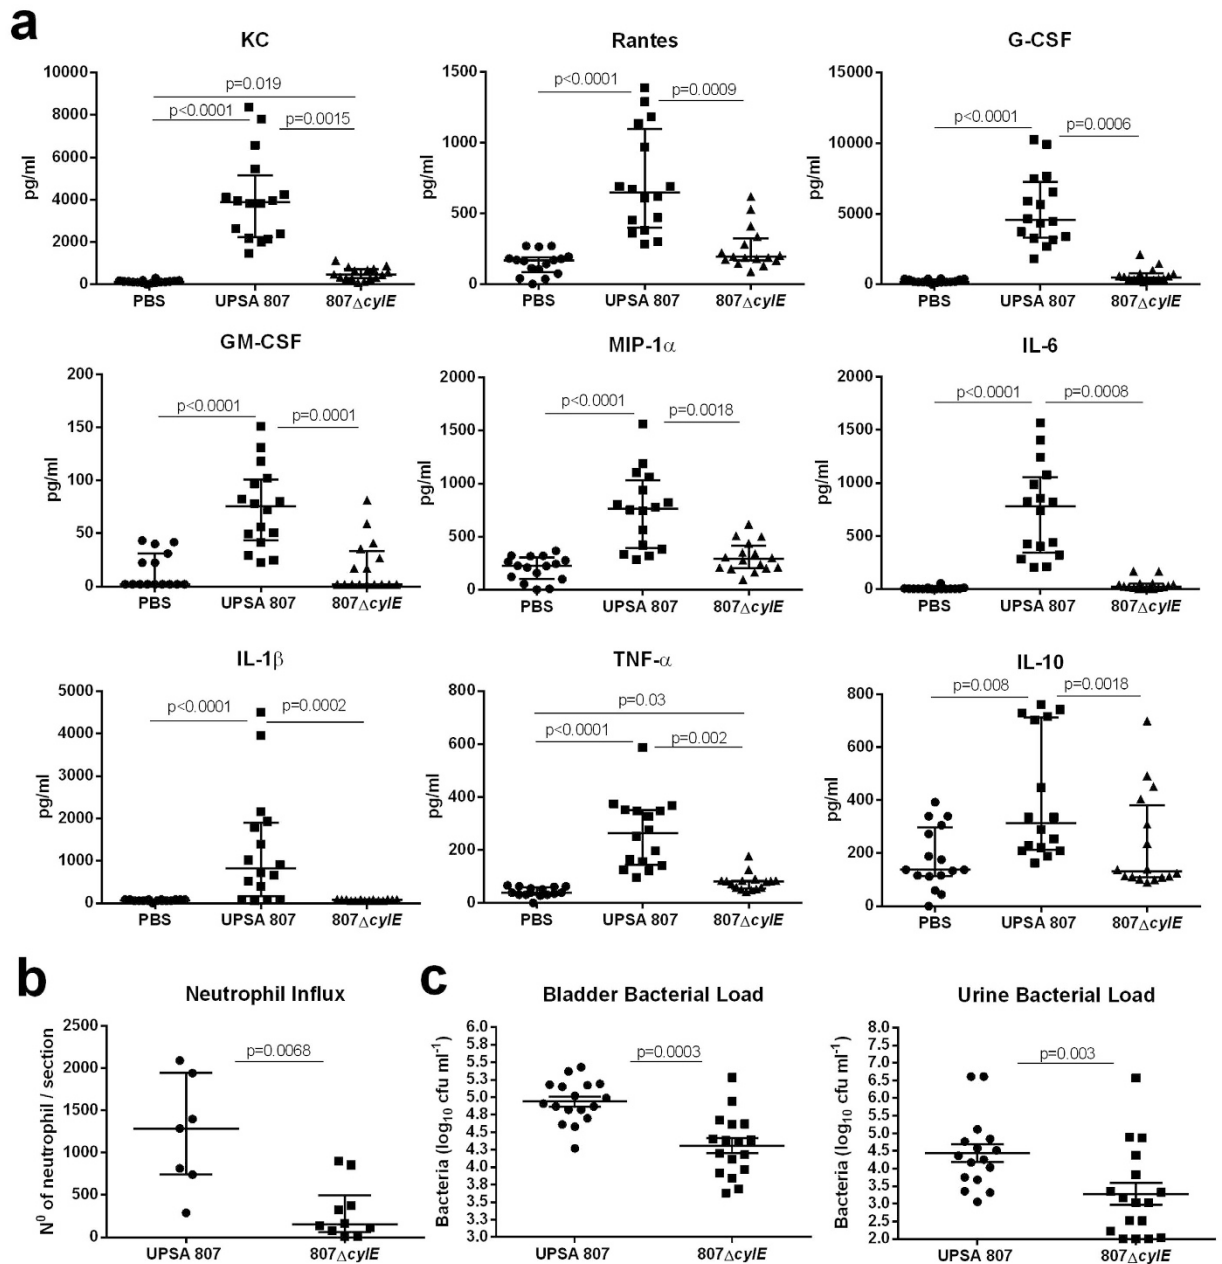 a
KC
10000
8000
6000
4000
2000
0
pg/ml
p=0.019
p<0.0001
p=0.0015
PBS UPSA 807 807ΔcylE
Rantes
1500
1000
500
0
pg/ml
p<0.0001
p=0.0009
PBS UPSA 807 807ΔcylE
G-CSF
15000
10000
5000
0
pg/ml
p<0.0001
p=0.0006
PBS UPSA 807 807ΔcylE
GM-CSF
200
150
100
50
0
pg/ml
p<0.0001
p=0.0001
PBS UPSA 807 807ΔcylE
MIP-1α
2000
1500
1000
500
0
pg/ml
p<0.0001
p=0.0018
PBS UPSA 807 807ΔcylE
IL-6
2000
1500
1000
500
0
pg/ml
p<0.0001
p=0.0008
PBS UPSA 807 807ΔcylE
IL-1β
5000
4000
3000
2000
1000
0
pg/ml
p<0.0001
p=0.0002
PBS UPSA 807 807ΔcylE
TNF-α
800
600
400
200
0
pg/ml
p=0.03
p<0.0001
p=0.002
PBS UPSA 807 807ΔcylE
IL-10
800
600
400
200
0
pg/ml
p=0.008
p=0.0018
PBS UPSA 807 807ΔcylE
b
Neutrophil Influx
2500
2000
1500
1000
500
0
N⁰ of neutrophil / section
p=0.0068
UPSA 807 807ΔcylE
c
Bladder Bacterial Load
6.0
5.8
5.5
5.3
5.0
4.8
4.5
4.3
4.0
3.8
3.5
3.3
3.0
Bacteria (log₁₀ cfu ml⁻¹)
p=0.0003
UPSA 807 807ΔcylE
Urine Bacterial Load
8.0
7.5
7.0
6.5
6.0
5.5
5.0
4.5
4.0
3.5
3.0
2.5
2.0
Bacteria (log₁₀ cfu ml⁻¹)
p=0.003
UPSA 807 807ΔcylE